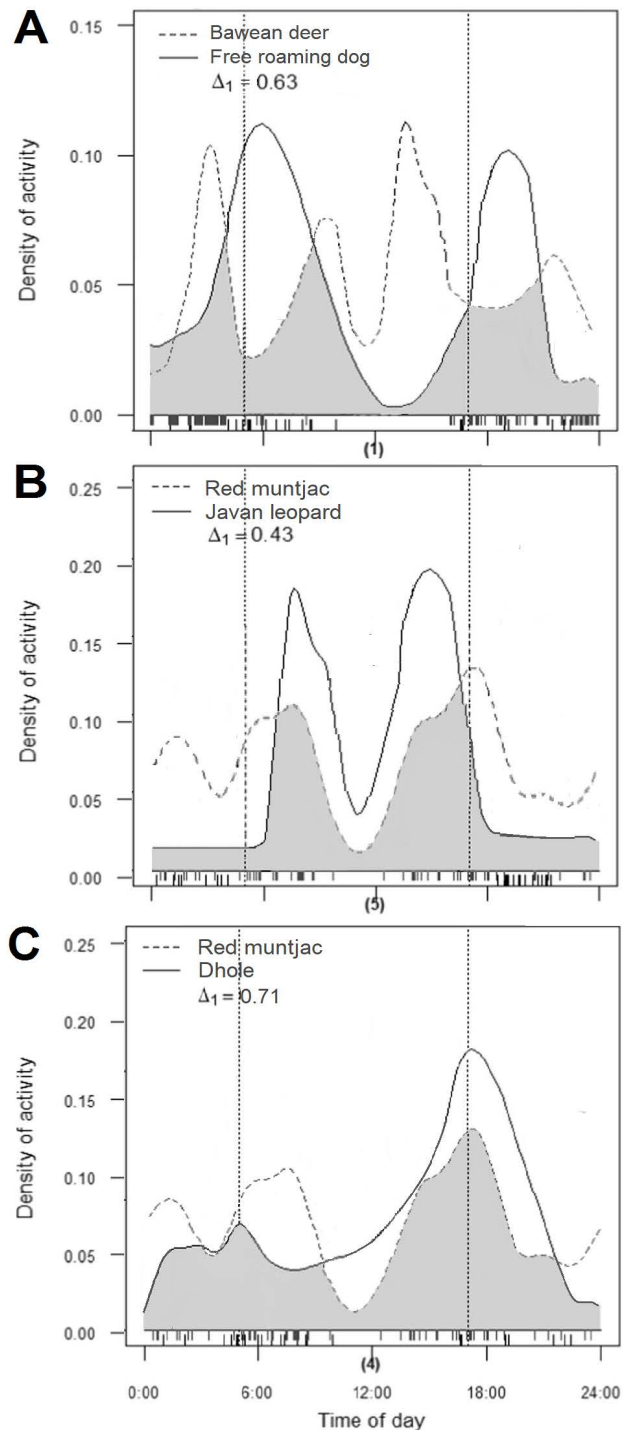 A
0.15
Bawean deer
Free roaming dog
Δ1 = 0.63
0.10
0.05
0.00
Density of activity
(1)
B
0.25
Red muntjac
Javan leopard
Δ1 = 0.43
0.20
0.15
0.10
0.05
0.00
Density of activity
(5)
C
0.25
Red muntjac
Dhole
Δ1 = 0.71
0.20
0.15
0.10
0.05
0.00
Density of activity
(4)
0:00 6:00 12:00 18:00 24:00
Time of day